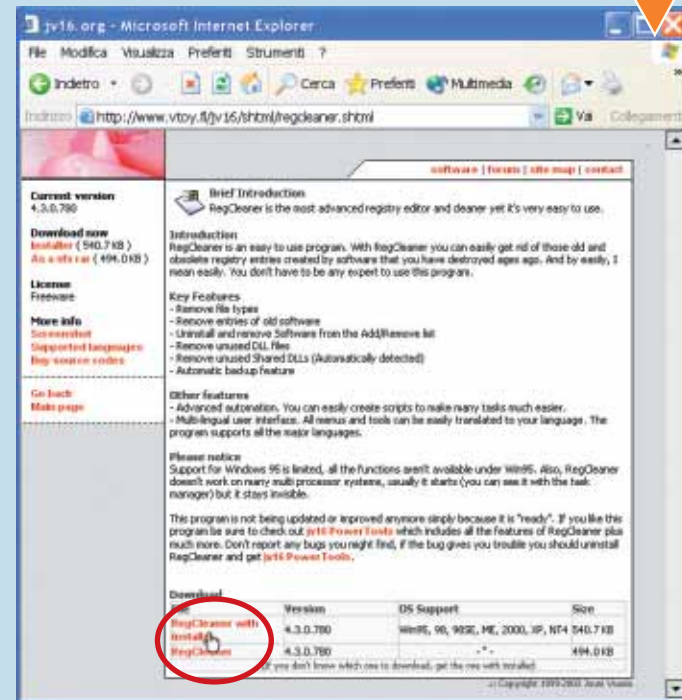 jv16.org - Microsoft Internet Explorer
File Modifica Visualizza Preferiti Strumenti ?
Indietro Cerca Preferiti Multimedia
Indirizzo http://www.vtoy.fi/jv16/shtml/regcleaner.shtml Vai Collegamenti
software | forum | site map | contact
Current version
4.3.0.780
Download now
Installer ( 540.7 KB )
As a sfx rar ( 494.0 KB )
License
Freeware
More info
Screenshot
Supported languages
Buy source codes
Go back
Main page
Brief Introduction
RegCleaner is the most advanced registry editor and cleaner yet it's very easy to use.
Introduction
RegCleaner is an easy to use program. With RegCleaner you can easily get rid of those old and
obsolete registry entries created by software that you have destroyed ages ago. And by easily, I
mean easily. You don't have to be any expert to use this program.
Key Features
- Remove file types
- Remove entries of old software
- Uninstall and remove Software from the Add/Remove list
- Remove unused DLL files
- Remove unused Shared DLLs (Automatically detected)
- Automatic backup feature
Other features
- Advanced automation. You can easily create scripts to make many tasks much easier.
- Multi-lingual user interface. All menus and tools can be easily translated to your language. The
program supports all the major languages.
Please notice
Support for Windows 95 is limited, all the functions aren't available under Win95. Also, RegCleaner
doesn't work on many multi processor systems, usually it starts (you can see it with the task
manager) but it stays invisible.
This program is not being updated or improved anymore simply because it is "ready". If you like this
program be sure to check out jv16 PowerTools which includes all the features of RegCleaner plus
much more. Don't report any bugs you might find, if the bug gives you trouble you should uninstall
RegCleaner and get jv16 PowerTools.
Download
File Version OS Support Size
RegCleaner with
4.3.0.780 Win95, 98, 98SE, ME, 2000, XP, NT4 540.7 KB
RegCleaner 4.3.0.780 -"- 494.0 KB
If you don't know which one to download, get the one with installer.
Copyright 1999-2003 Jouni Vuorio